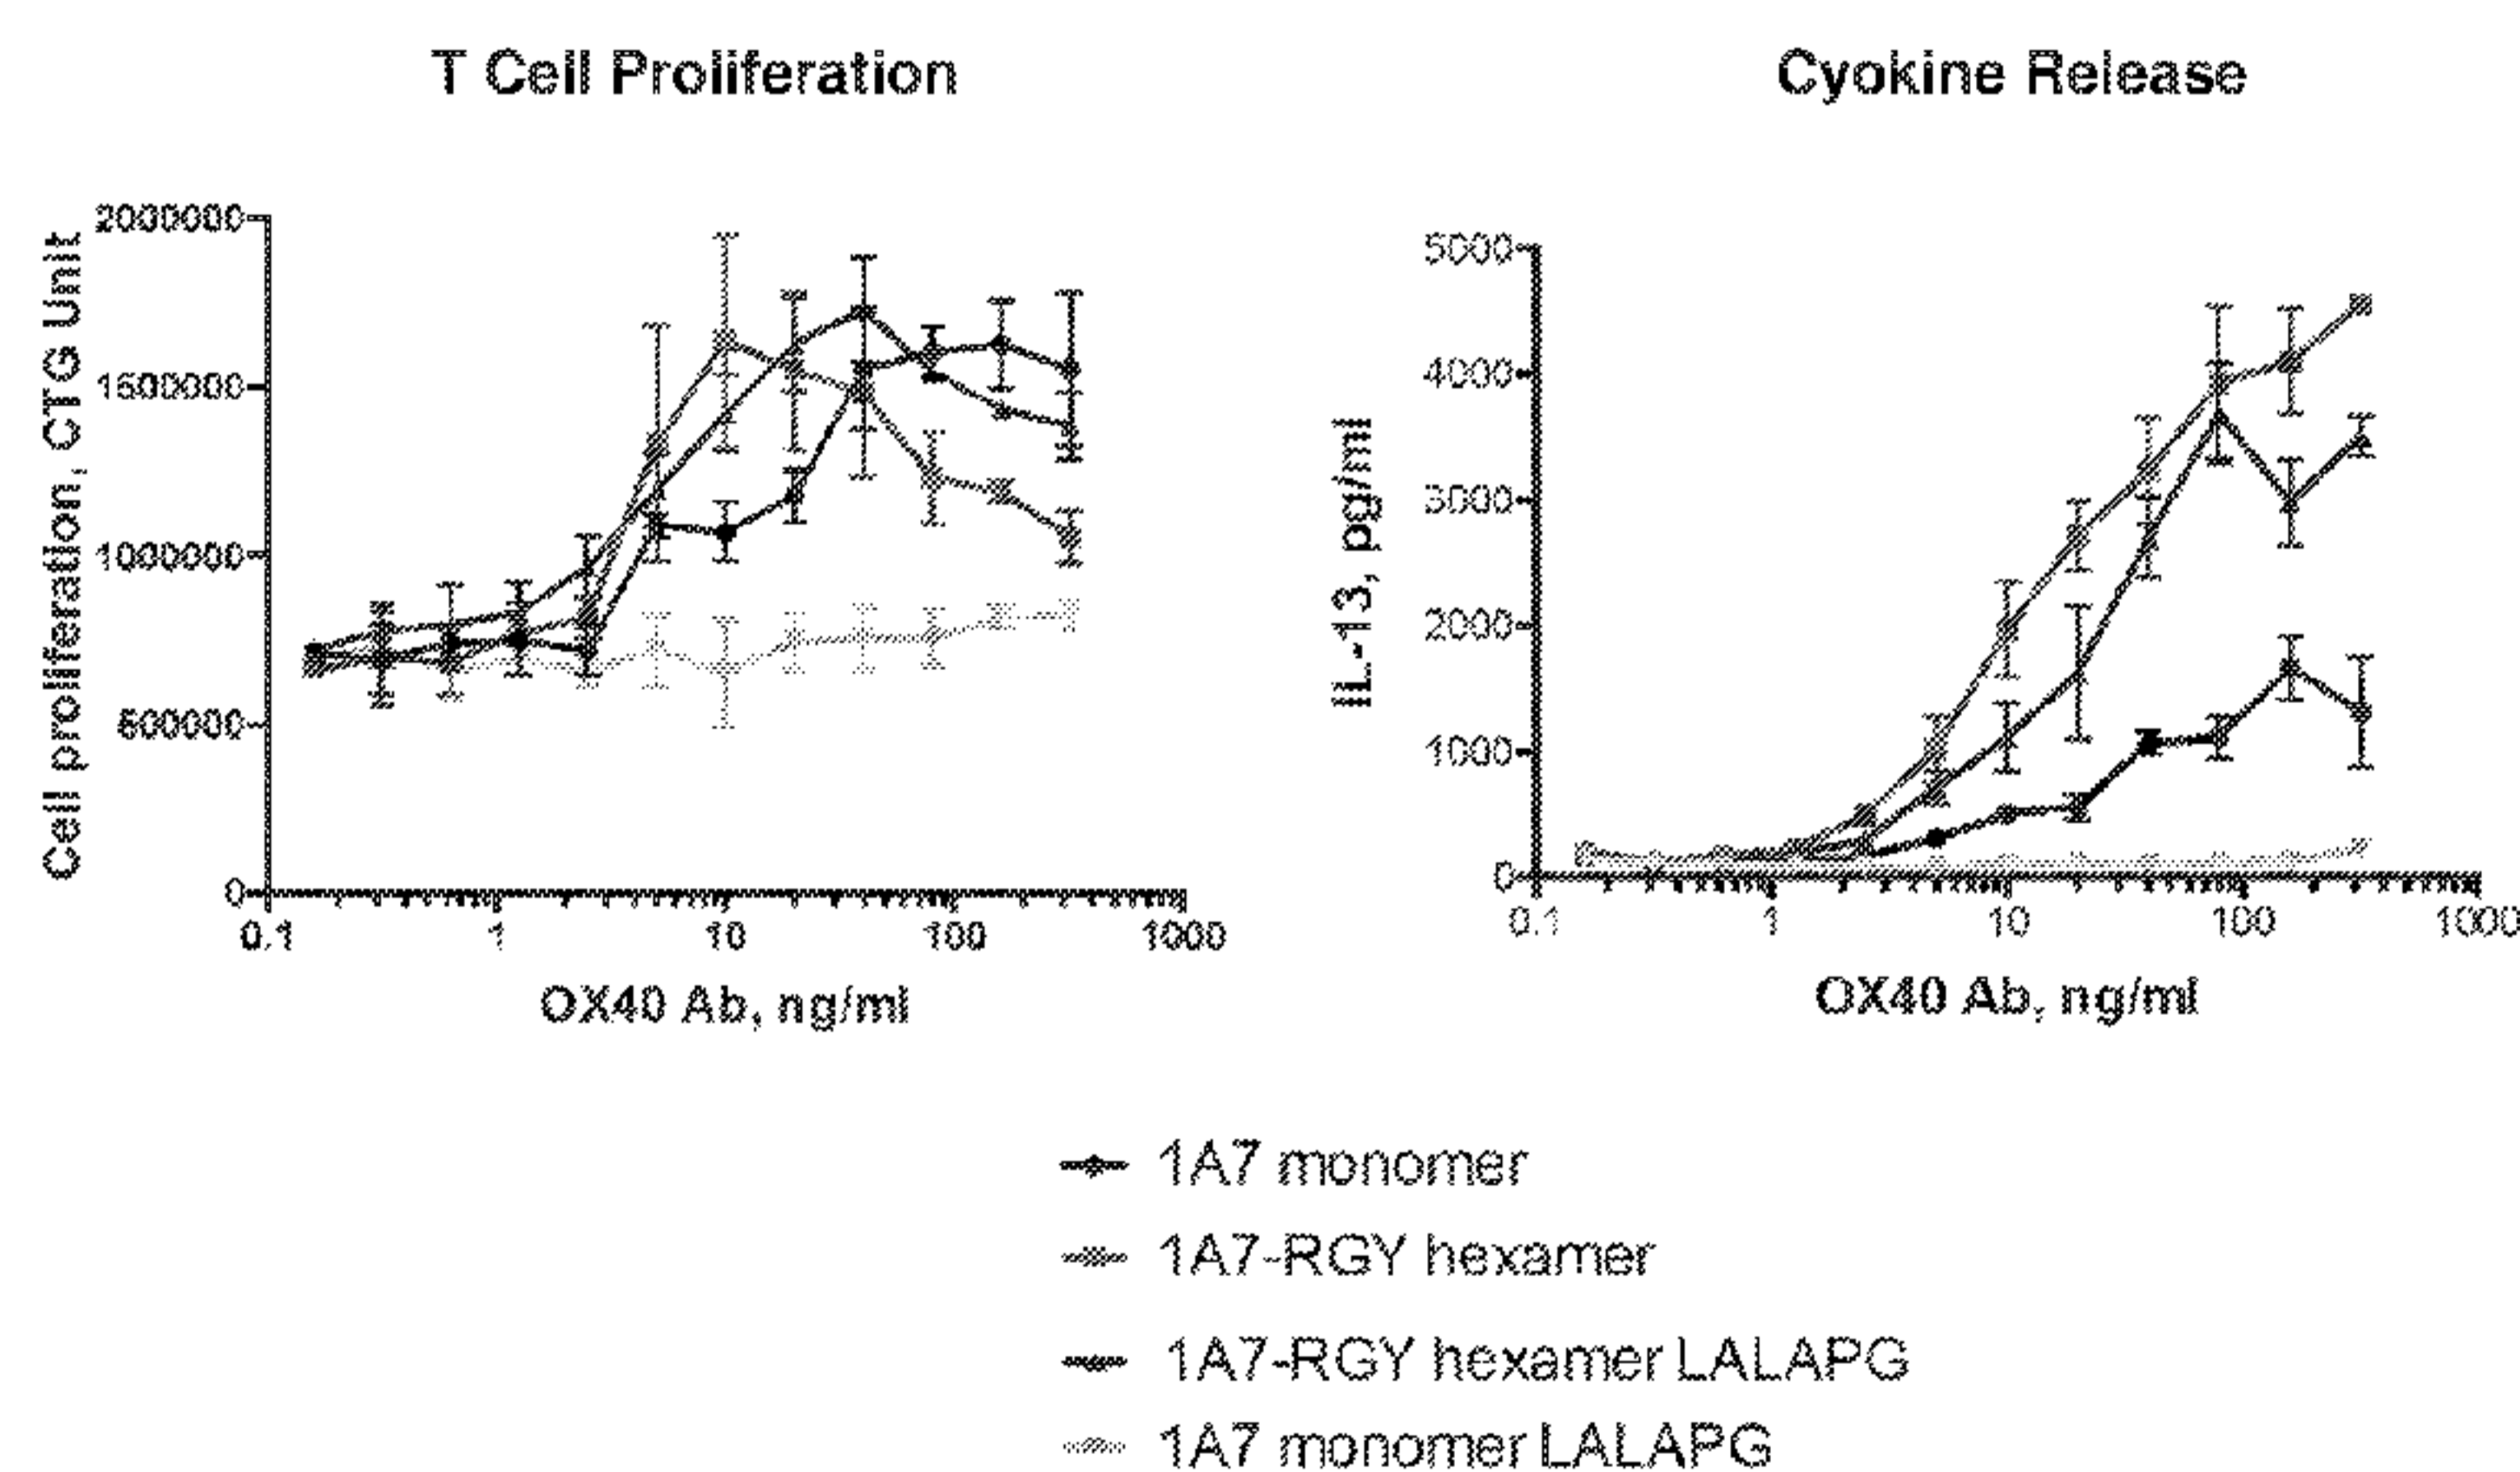 T Cell Proliferation
Cell proliferation, CTG Unit
2000000
1500000
1000000
500000
0
0.1
1
10
100
1000
OX40 Ab, ng/ml
Cyokine Release
IL-13, pg/ml
5000
4000
3000
2000
1000
0
0.1
1
10
100
1000
OX40 Ab, ng/ml
1A7 monomer
1A7-RGY hexamer
1A7-RGY hexamer LALAPG
1A7 monomer LALAPG